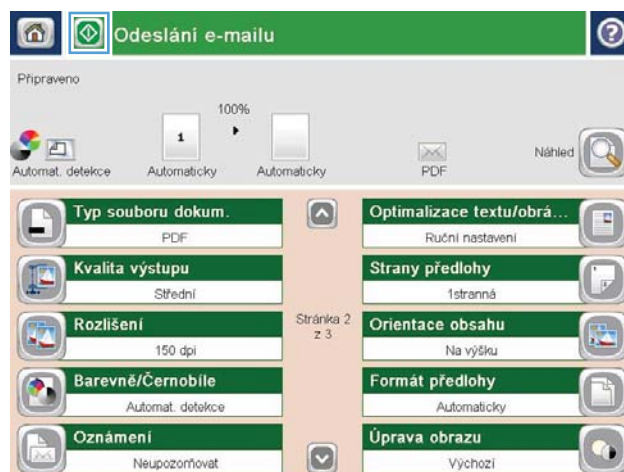 Odeslání e-mailu
Připraveno
100%
1
Automat. detekce
Automaticky
Automaticky
PDF
Náhled
Typ souboru dokum.
PDF
Kvalita výstupu
Střední
Rozlišení
150 dpi
Barevně/Černobíle
Automat. detekce
Oznámení
Neupozorňovat
Stránka 2
z 3
Optimalizace textu/obrá...
Ruční nastavení
Strany předlohy
1stranná
Orientace obsahu
Na výšku
Formát předlohy
Automaticky
Úprava obrazu
Výchozí